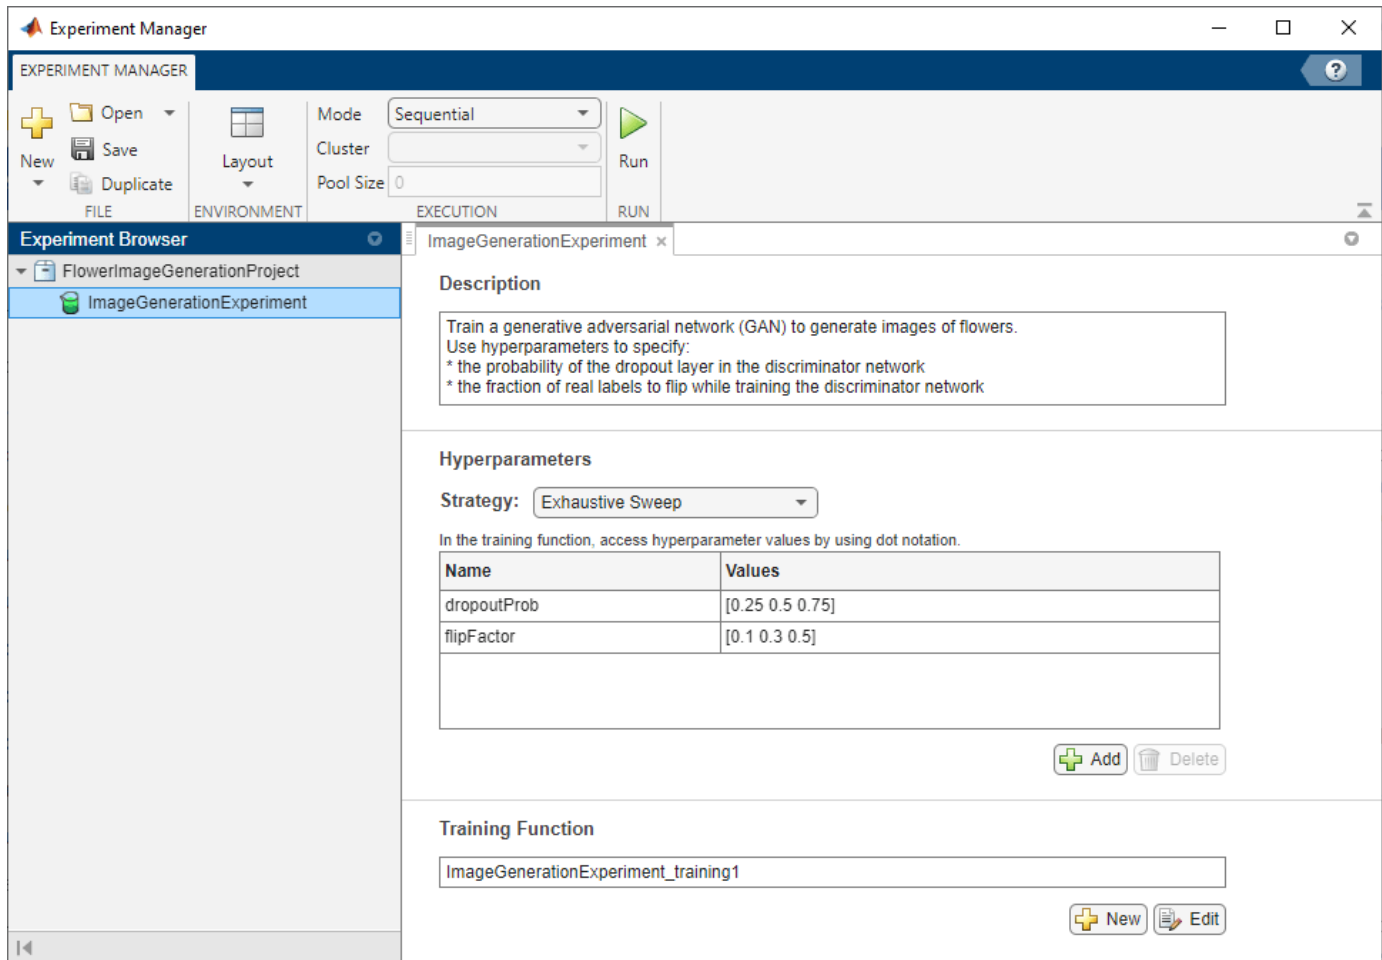 Experiment Manager
EXPERIMENT MANAGER
?
New
Open
Save
Duplicate
FILE
Layout
ENVIRONMENT
Mode Sequential
Cluster
Pool Size 0
EXECUTION
Run
RUN
Experiment Browser
FlowerImageGenerationProject
ImageGenerationExperiment
ImageGenerationExperiment ×
Description
Train a generative adversarial network (GAN) to generate images of flowers.
Use hyperparameters to specify:
* the probability of the dropout layer in the discriminator network
* the fraction of real labels to flip while training the discriminator network
Hyperparameters
Strategy: Exhaustive Sweep
In the training function, access hyperparameter values by using dot notation.
Name Values
dropoutProb [0.25 0.5 0.75]
flipFactor [0.1 0.3 0.5]
Add Delete
Training Function
ImageGenerationExperiment_training1
New Edit